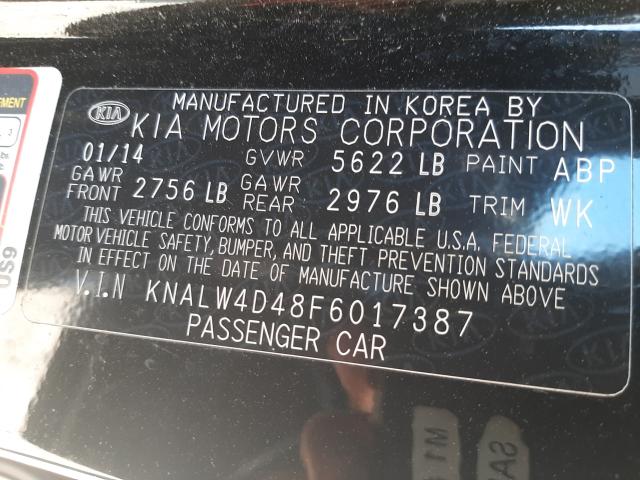 MANUFACTURED IN KOREA BY
KIA KIA MOTORS CORPORATION
01/14 GVWR 5622 LB PAINT ABP
GAWR FRONT 2756 LB GAWR REAR 2976 LB TRIM WK
THIS VEHICLE CONFORMS TO ALL APPLICABLE U.S.A. FEDERAL
MOTOR VEHICLE SAFETY, BUMPER, AND THEFT PREVENTION STANDARDS
IN EFFECT ON THE DATE OF MANUFACTURE SHOWN ABOVE
V.I.N KNALW4D48F6017387
PASSENGER CAR